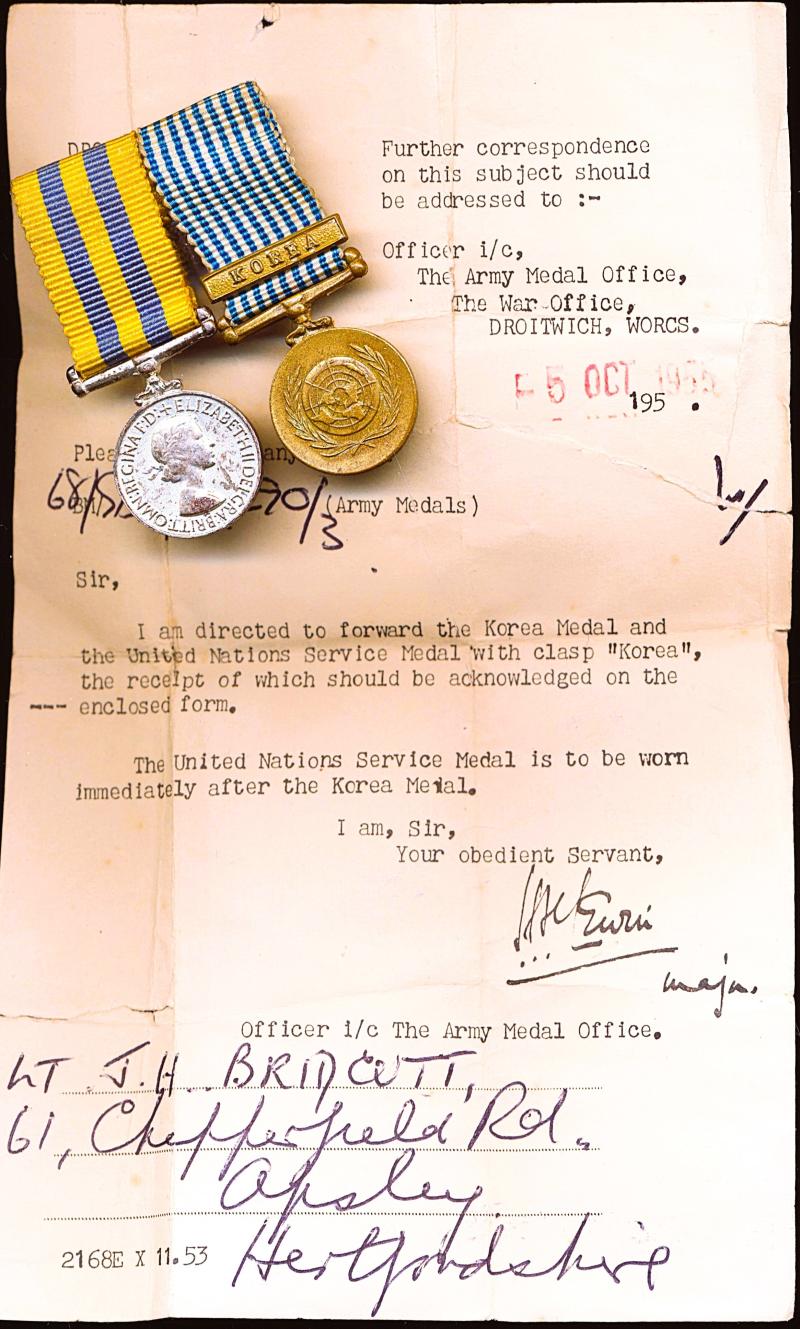 Further correspondence
on this subject should
be addressed to :-
Officer i/c,
The Army Medal Office,
The War Office,
DROITWICH, WORCS.
5 OCT 1955
195 .
KOREA
ELIZABETH II DEI GRA: BRITT: OMN: REGINA F: D: +
(Army Medals)
Sir,
I am directed to forward the Korea Medal and
the United Nations Service Medal with clasp "Korea",
the receipt of which should be acknowledged on the
--- enclosed form.
The United Nations Service Medal is to be worn
immediately after the Korea Medal.
I am, Sir,
Your obedient Servant,
major.
Officer i/c The Army Medal Office.
LT J.H. BRIDCUTT,
61, Chipperfield Rd.
Apsley
Hertfordshire
2168E X 11.53